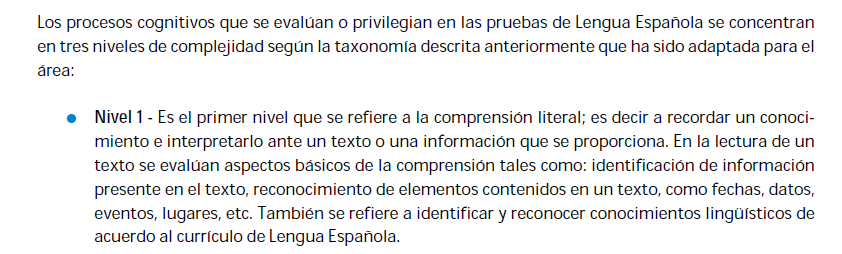 Los procesos cognitivos que se evalúan o privilegian en las pruebas de Lengua Española se concentran
en tres niveles de complejidad según la taxonomía descrita anteriormente que ha sido adaptada para el
área:
● Nivel 1 - Es el primer nivel que se refiere a la comprensión literal; es decir a recordar un conoci-
miento e interpretarlo ante un texto o una información que se proporciona. En la lectura de un
texto se evalúan aspectos básicos de la comprensión tales como: identificación de información
presente en el texto, reconocimiento de elementos contenidos en un texto, como fechas, datos,
eventos, lugares, etc. También se refiere a identificar y reconocer conocimientos lingüísticos de
acuerdo al currículo de Lengua Española.